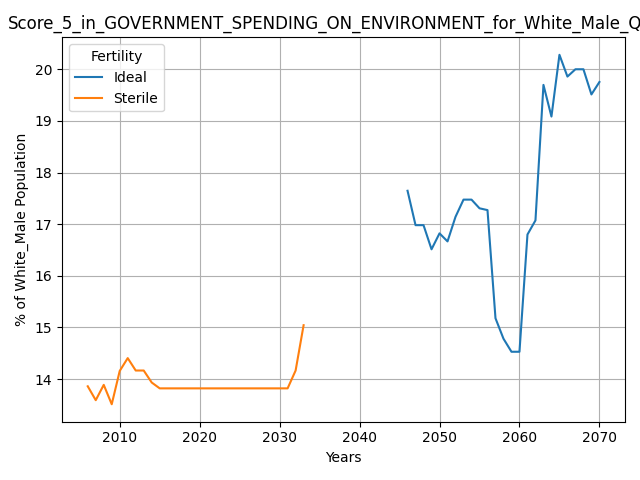 Score_5_in_GOVERNMENT_SPENDING_ON_ENVIRONMENT_for_White_Male_Q
Fertility
Ideal
Sterile
% of White_Male Population
20
19
18
17
16
15
14
2010 2020 2030 2040 2050 2060 2070
Years